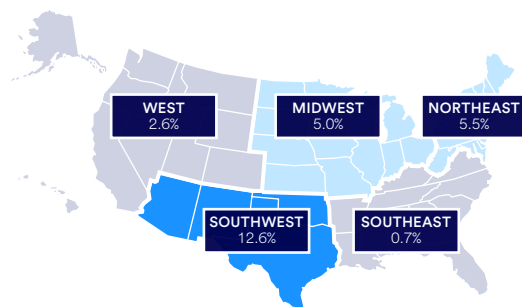 WEST
2.6%
MIDWEST
5.0%
NORTHEAST
5.5%
SOUTHWEST
12.6%
SOUTHEAST
0.7%